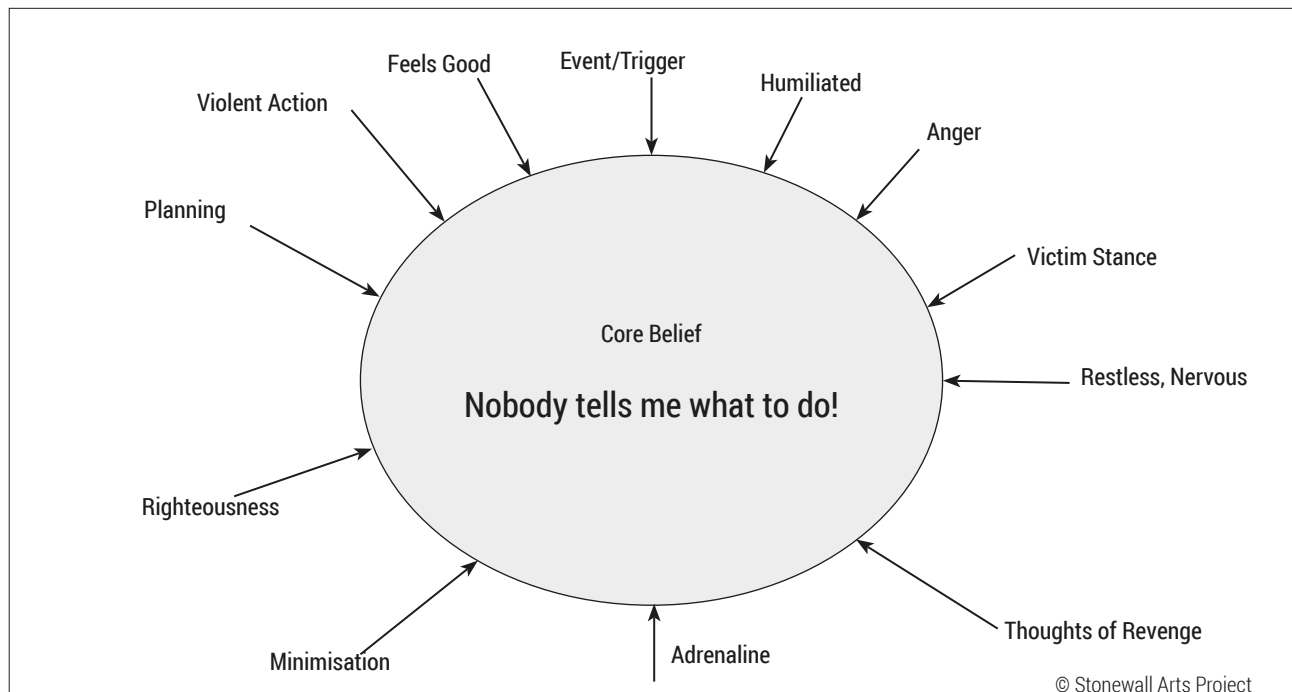 Event/Trigger
Feels Good
Humiliated
Violent Action
Anger
Planning
Victim Stance
Core Belief
Restless, Nervous
Nobody tells me what to do!
Righteousness
Thoughts of Revenge
Adrenaline
Minimisation
© Stonewall Arts Project